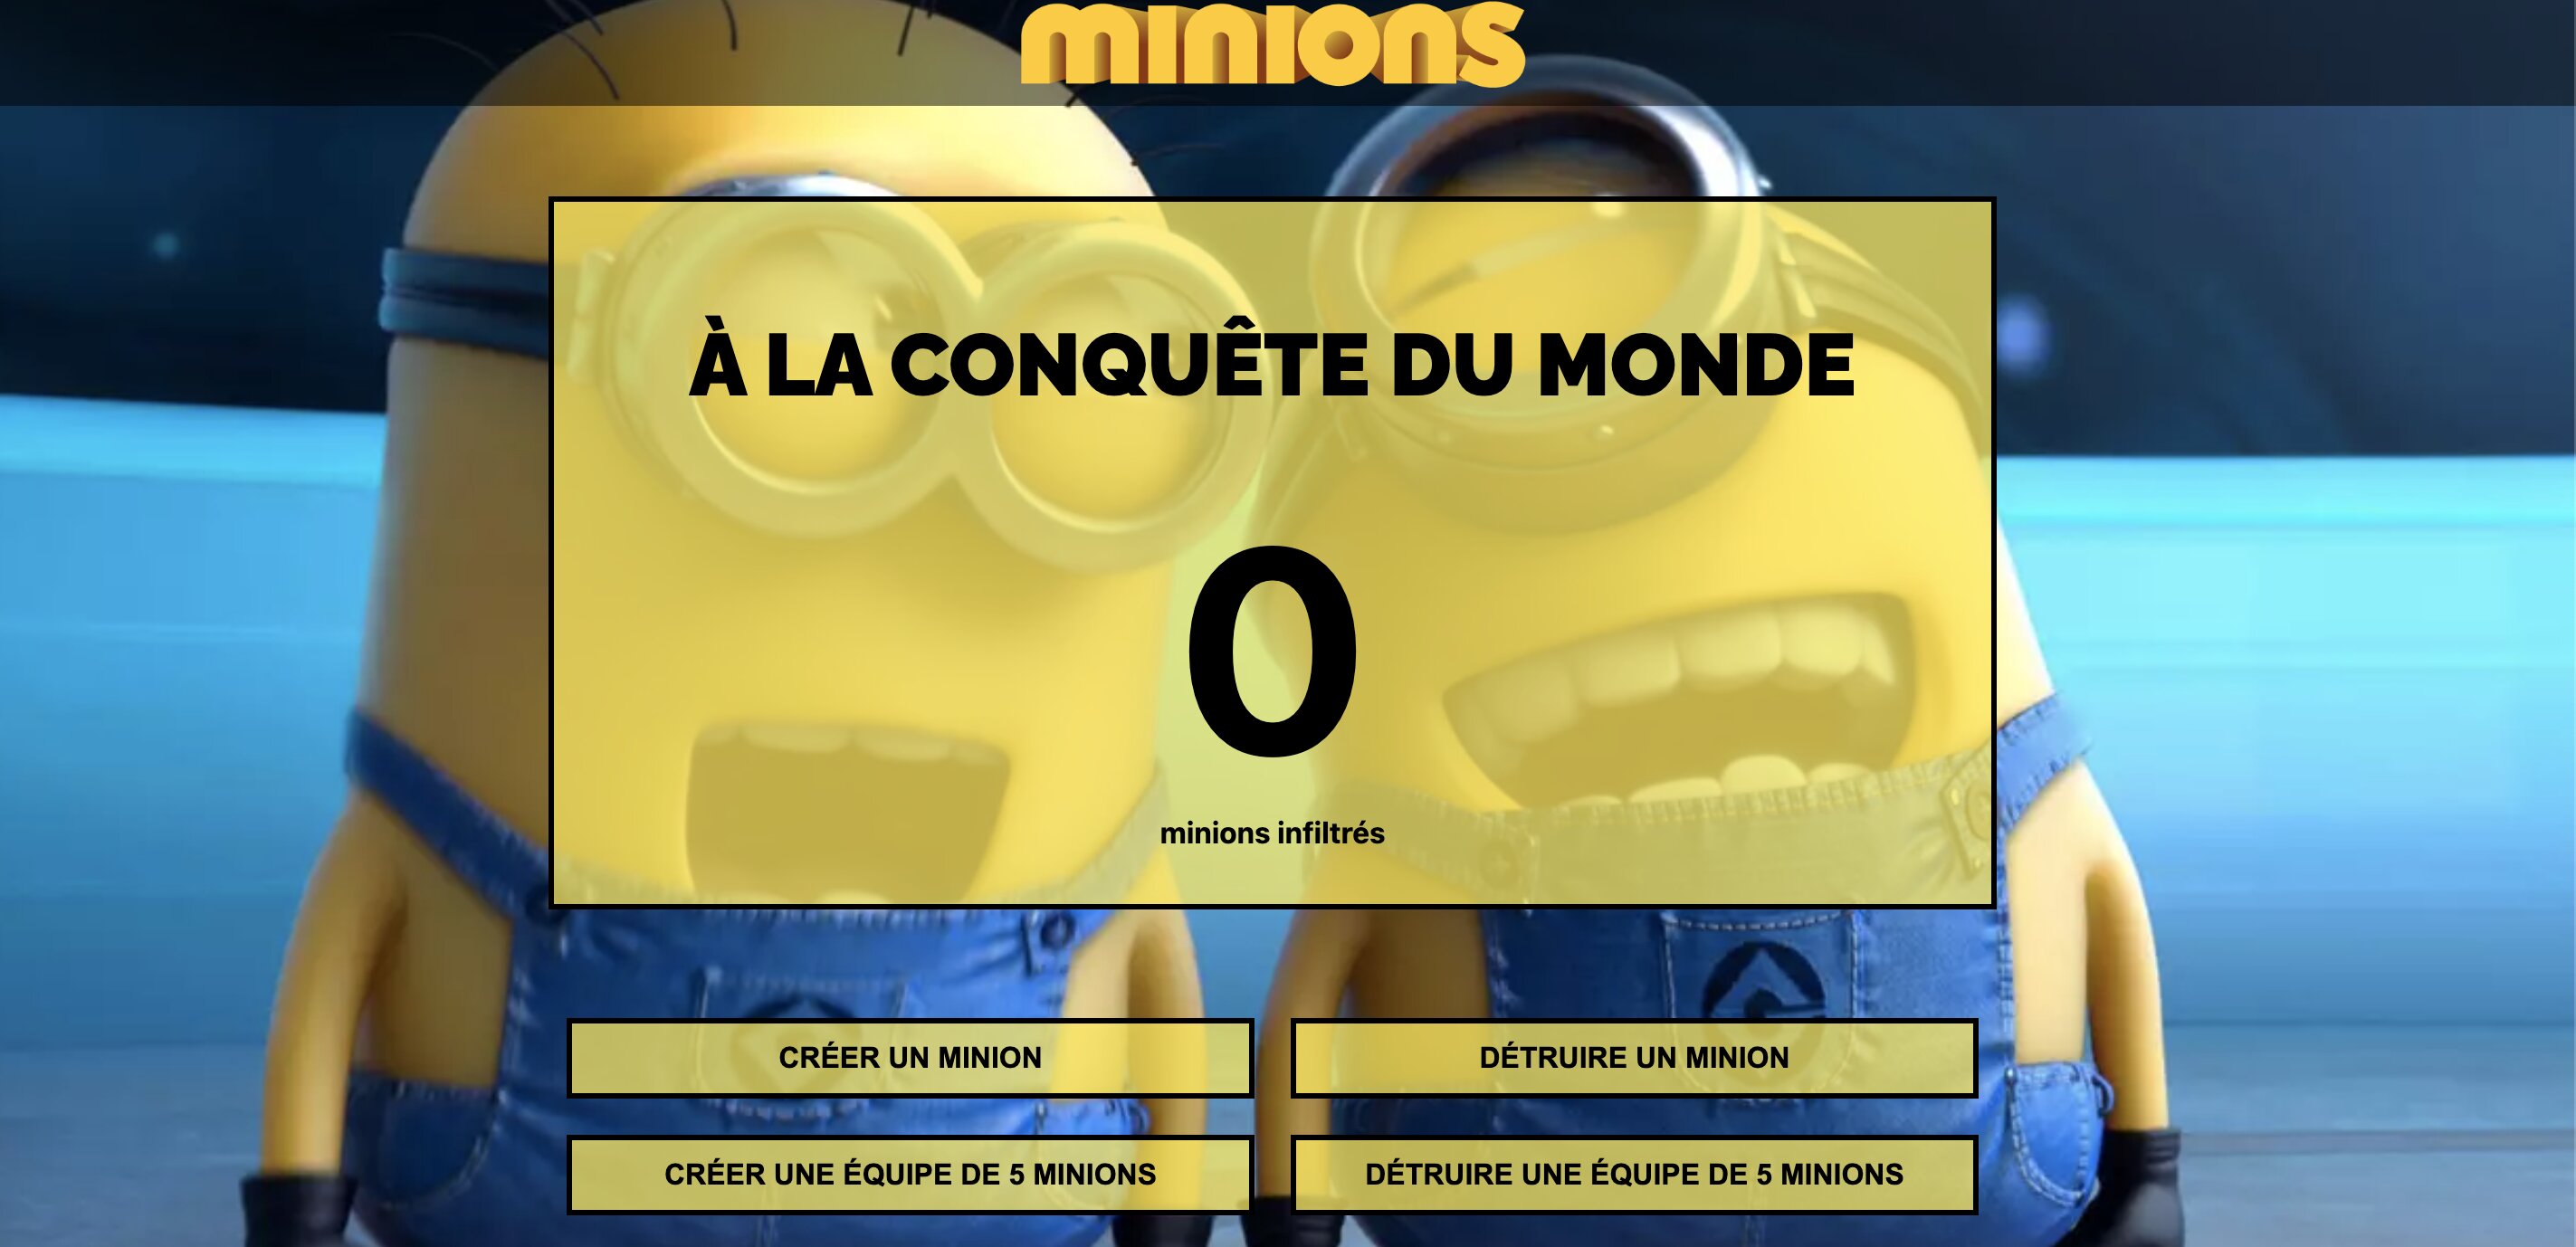 minions
À LA CONQUÊTE DU MONDE
0
minions infiltrés
CRÉER UN MINION
DÉTRUIRE UN MINION
CRÉER UNE ÉQUIPE DE 5 MINIONS
DÉTRUIRE UNE ÉQUIPE DE 5 MINIONS